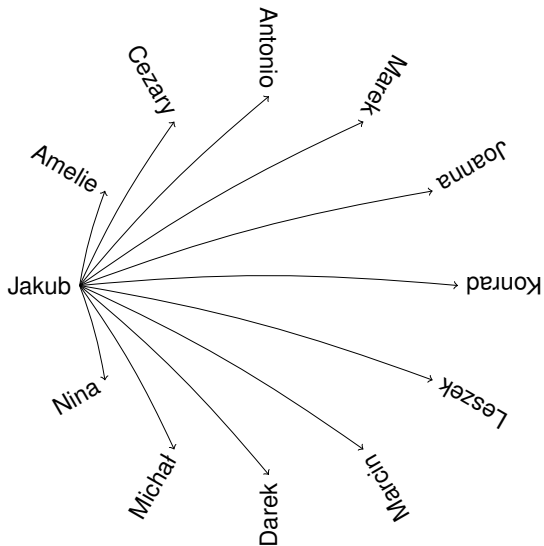 Antonio
Cezary
Marek
Amelie
Joanna
Jakub
Konrad
Nina
Leszek
Michał
Marcin
Darek